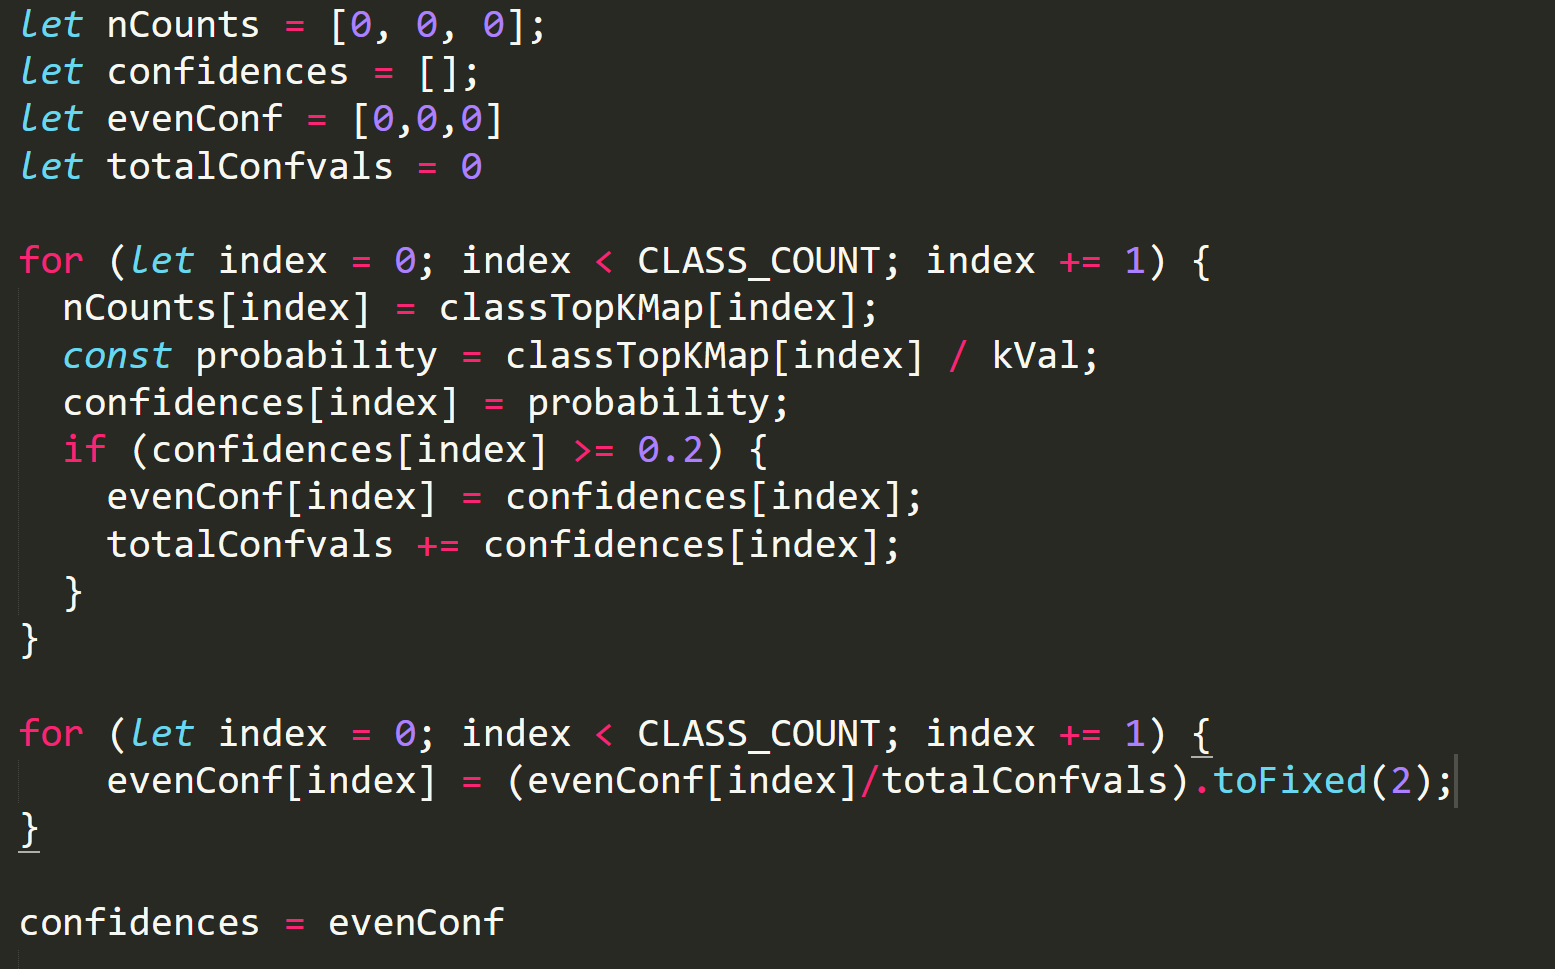 let nCounts = [0, 0, 0];
let confidences = [];
let evenConf = [0,0,0]
let totalConfvals = 0
for (let index = 0; index < CLASS_COUNT; index += 1) {
nCounts[index] = classTopKMap[index];
const probability = classTopKMap[index] / kVal;
confidences[index] = probability;
if (confidences[index] >= 0.2) {
evenConf[index] = confidences[index];
totalConfvals += confidences[index];
}
}
for (let index = 0; index < CLASS_COUNT; index += 1) {
evenConf[index] = (evenConf[index]/totalConfvals).toFixed(2);
}
confidences = evenConf